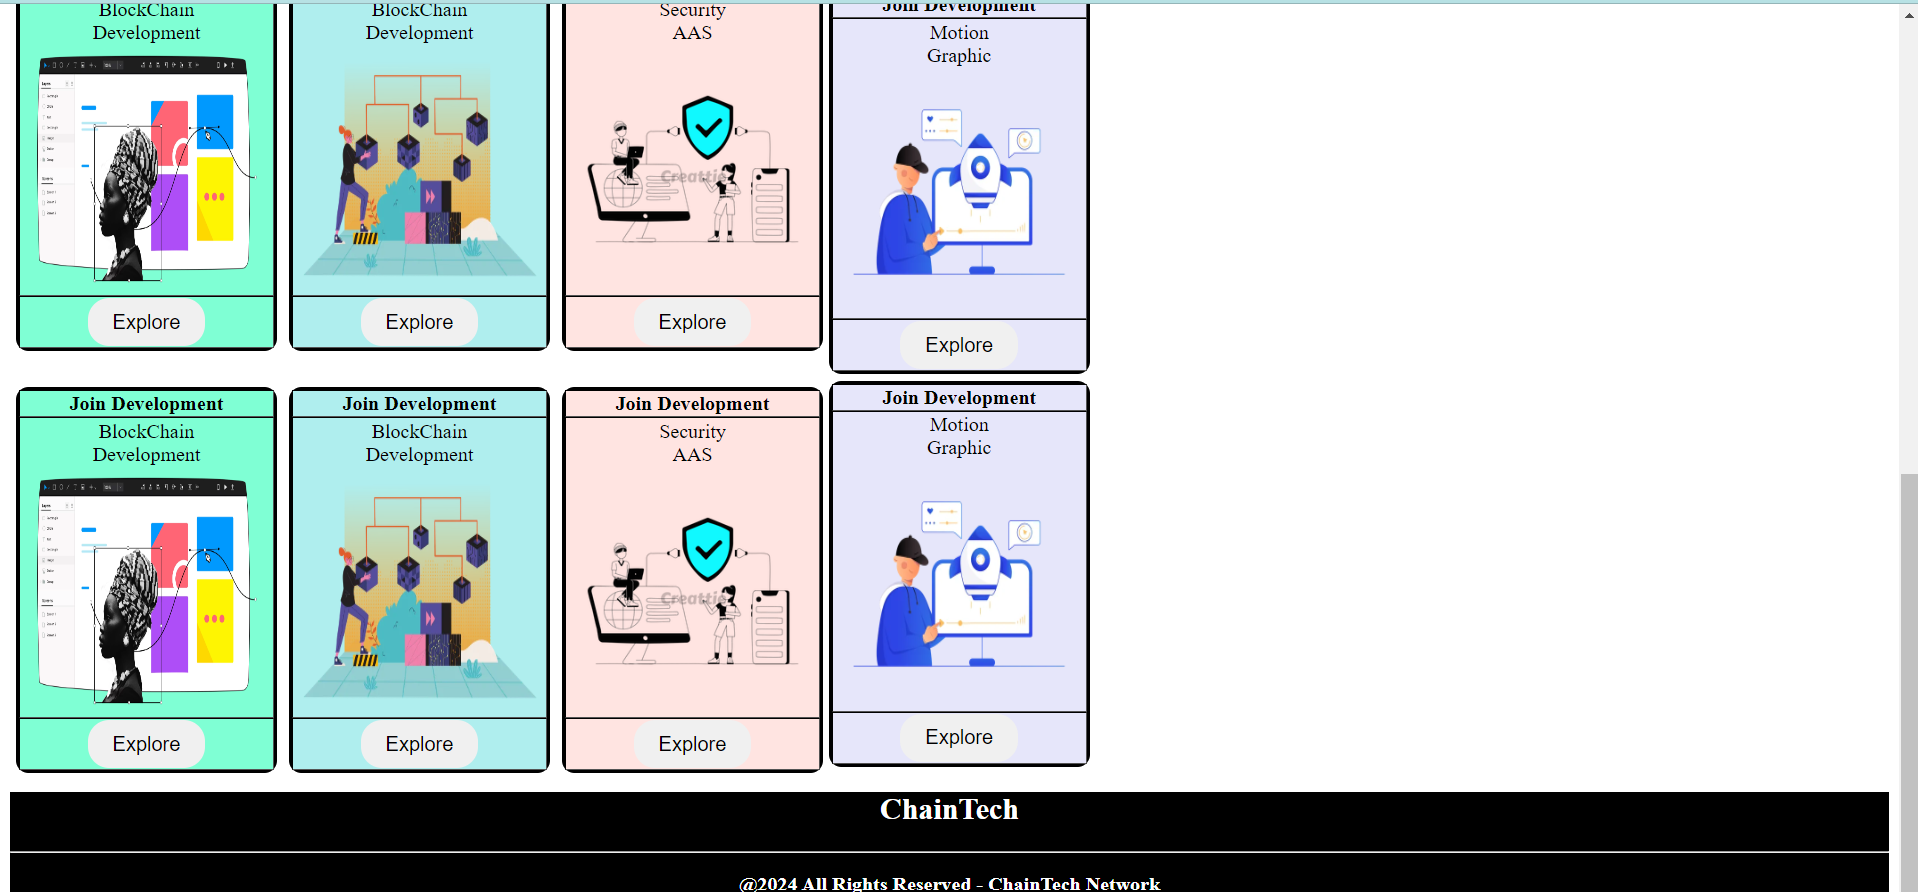 BlockChain
Development
BlockChain
Development
Security
AAS
Join Development
Motion
Graphic
Creattie
Explore
Explore
Explore
Explore
Join Development
Join Development
Join Development
Join Development
BlockChain
Development
BlockChain
Development
Security
AAS
Motion
Graphic
Creattie
Explore
Explore
Explore
Explore
ChainTech
@2024 All Rights Reserved - ChainTech Network